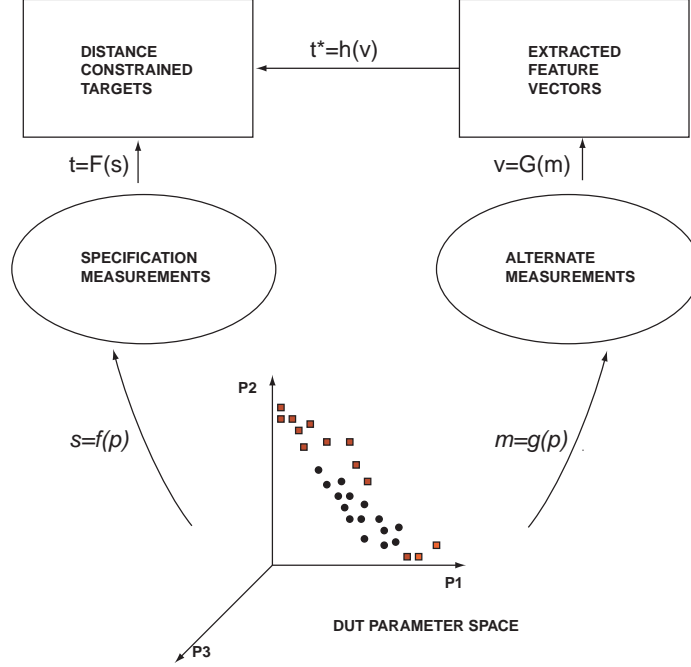 DISTANCE
CONSTRAINED
TARGETS
t*=h(v)
EXTRACTED
FEATURE
VECTORS
t=F(s)
v=G(m)
SPECIFICATION
MEASUREMENTS
ALTERNATE
MEASUREMENTS
P2
s=f(p)
m=g(p)
P1
P3
DUT PARAMETER SPACE